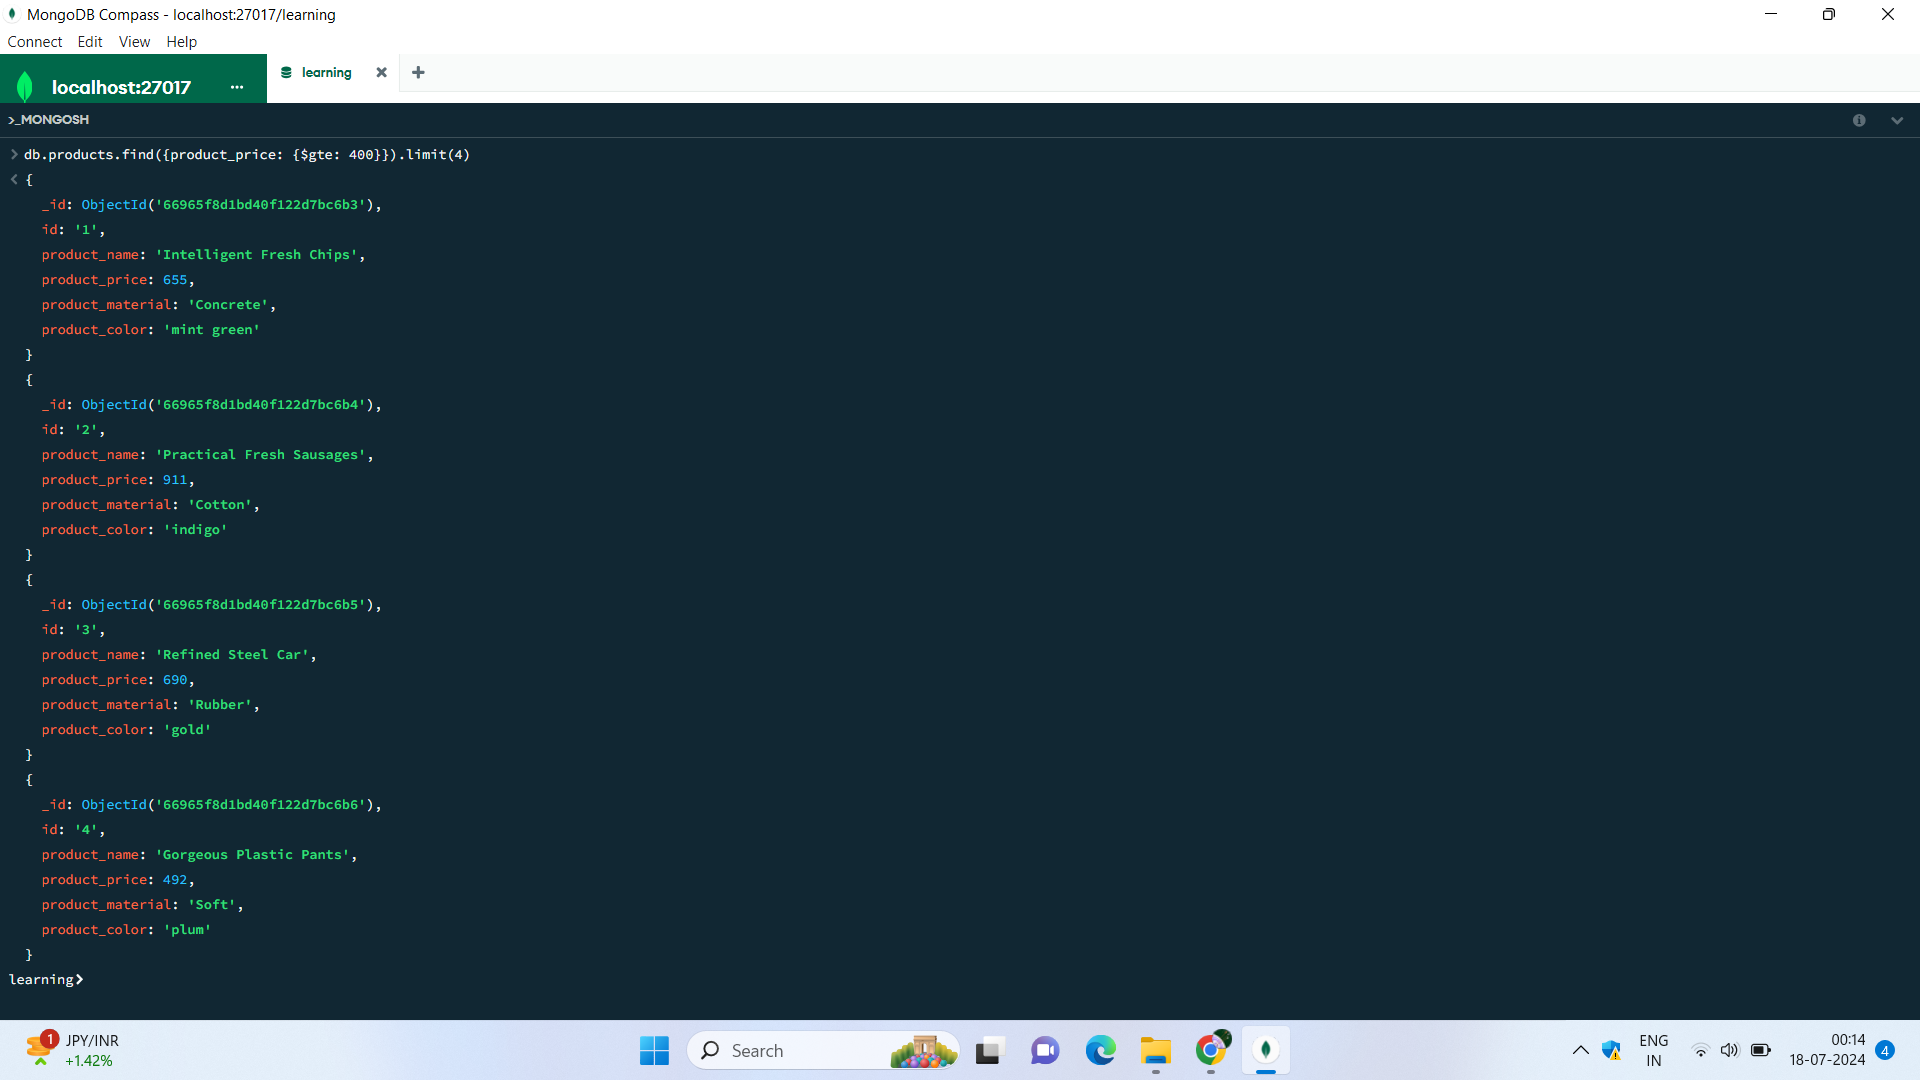 MongoDB Compass - localhost:27017/learning
Connect Edit View Help
localhost:27017 ... learning
>_MONGOSH
db.products.find({product_price: {$gte: 400}}).limit(4)
{
_id: ObjectId('66965f8d1bd40f122d7bc6b3'),
id: '1',
product_name: 'Intelligent Fresh Chips',
product_price: 655,
product_material: 'Concrete',
product_color: 'mint green'
}
{
_id: ObjectId('66965f8d1bd40f122d7bc6b4'),
id: '2',
product_name: 'Practical Fresh Sausages',
product_price: 911,
product_material: 'Cotton',
product_color: 'indigo'
}
{
_id: ObjectId('66965f8d1bd40f122d7bc6b5'),
id: '3',
product_name: 'Refined Steel Car',
product_price: 690,
product_material: 'Rubber',
product_color: 'gold'
}
{
_id: ObjectId('66965f8d1bd40f122d7bc6b6'),
id: '4',
product_name: 'Gorgeous Plastic Pants',
product_price: 492,
product_material: 'Soft',
product_color: 'plum'
}
learning>
1
JPY/INR
+1.42%
Search
ENG
IN
00:14
18-07-2024
4